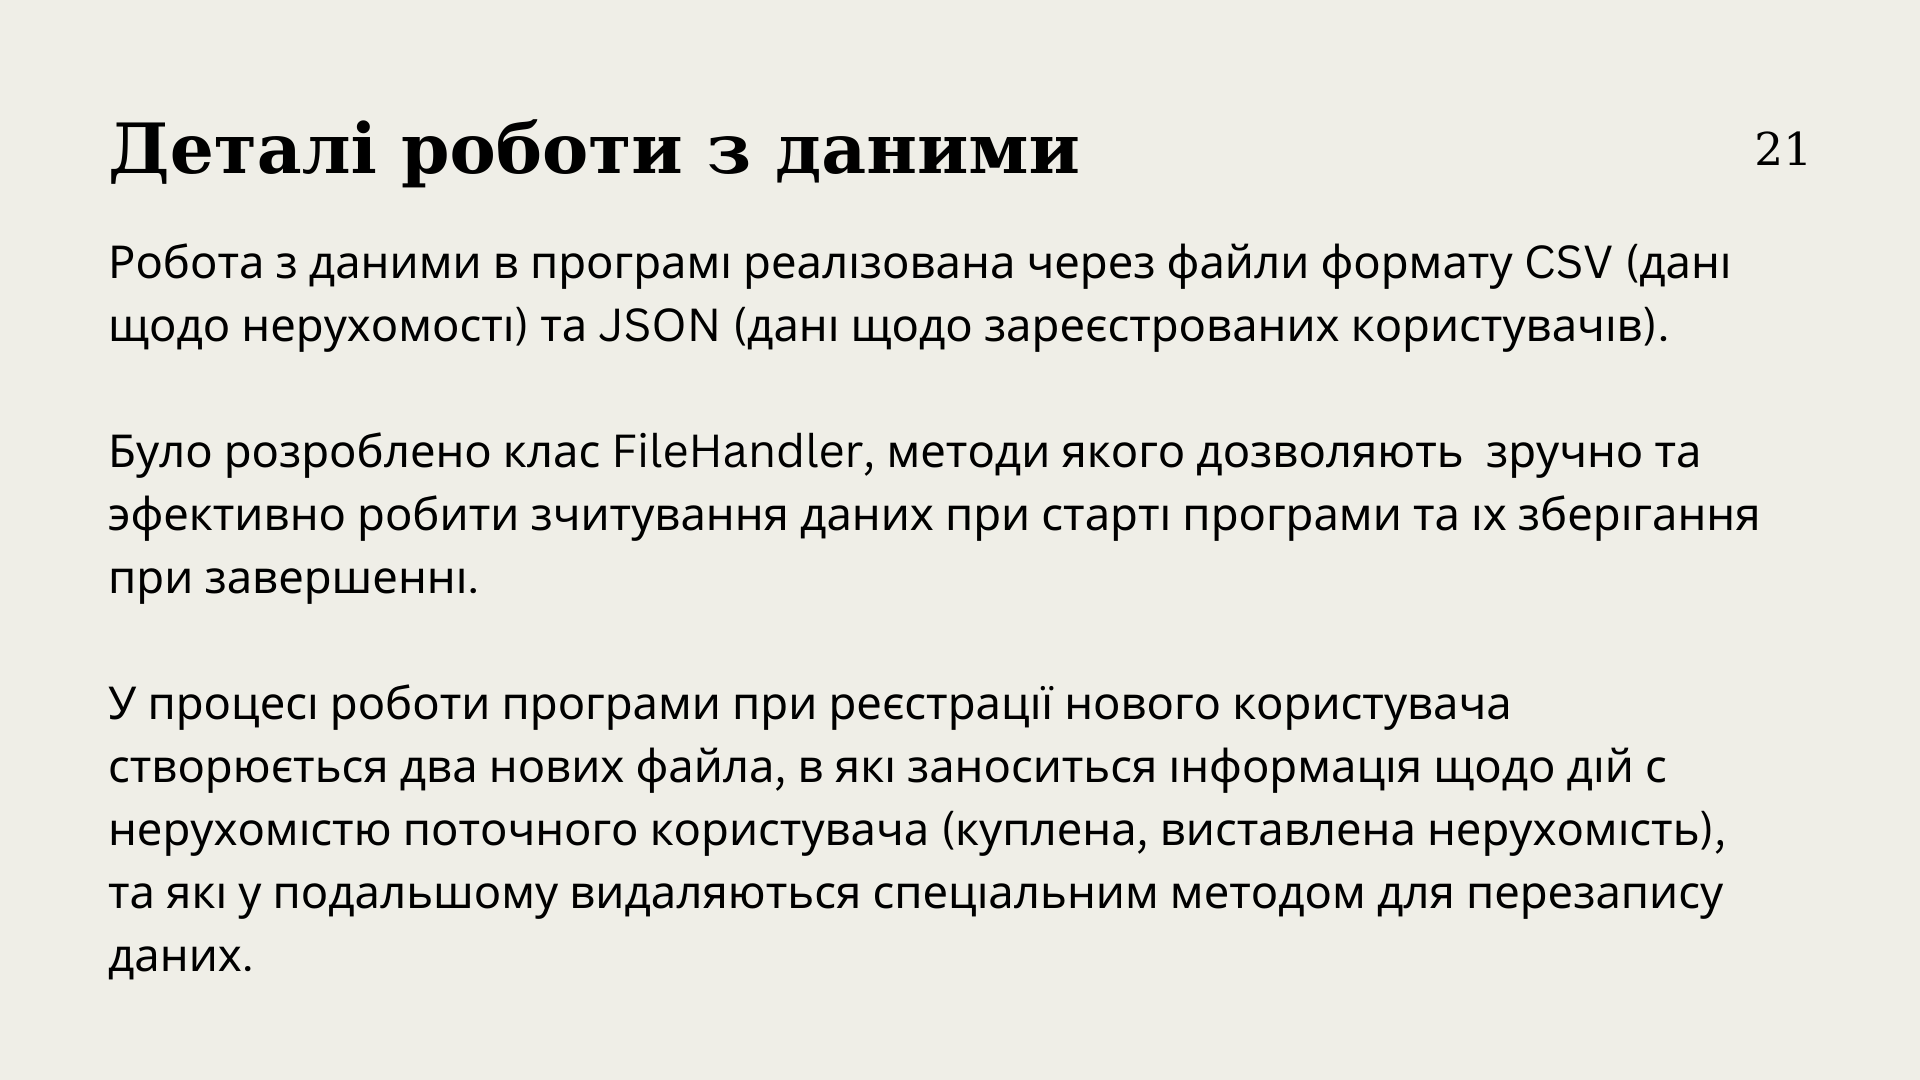 Деталі роботи з даними
21
Робота з даними в програмі реалізована через файли формату CSV (дані
щодо нерухомості) та JSON (дані щодо зареєстрованих користувачів).
Було розроблено клас FileHandler, методи якого дозволяють  зручно та
эфективно робити зчитування даних при старті програми та іх зберігання
при завершенні.
У процесі роботи програми при реєстрації нового користувача
створюється два нових файла, в які заноситься інформація щодо дій с
нерухомістю поточного користувача (куплена, виставлена нерухомість),
та які у подальшому видаляються спеціальним методом для перезапису
даних.